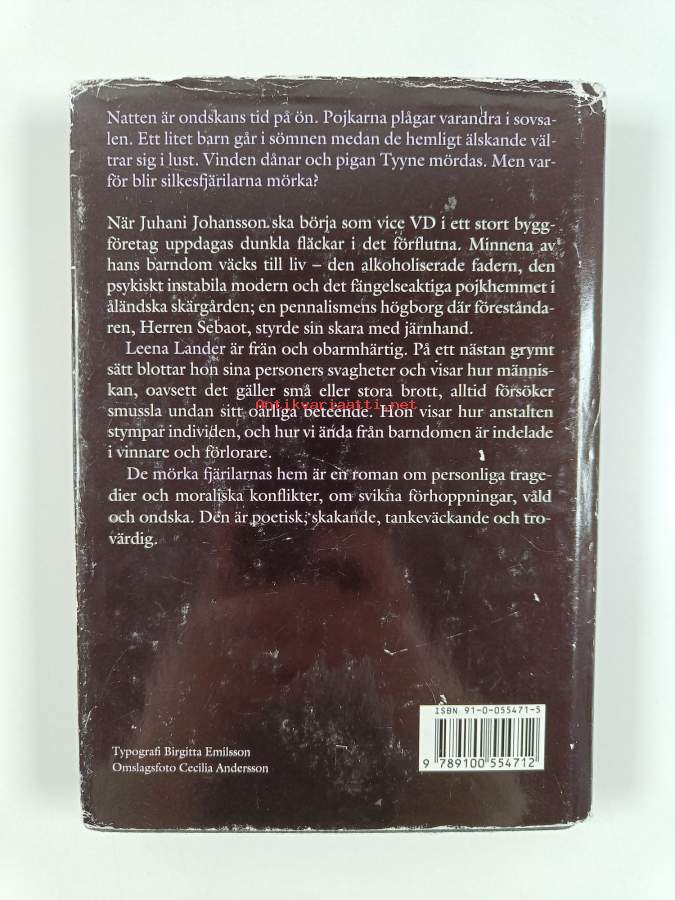 Natten är ondskans tid på ön. Pojkarna plågar varandra i sovsa-
len. Ett litet barn går i sömnen medan de hemligt älskande väl-
trar sig i lust. Vinden dånar och pigan Tyyne mördas. Men var-
för blir silkesfjärilarna mörka?
När Juhani Johansson ska börja som vice VD i ett stort bygg-
företag uppdagas dunkla fläckar i det förflutna. Minnena av
hans barndom väcks till liv – den alkoholiserade fadern, den
psykiskt instabila modern och det fängelseaktiga pojkhemmet i
åländska skärgården; en pennalismens högborg där förestånda-
ren, Herren Sebaot, styrde sin skara med järnhand.
Leena Lander är frän och obarmhärtig. På ett nästan grymt
sätt blottar hon sina personers svagheter och visar hur männis-
kan, oavsett det gäller små eller stora brott, alltid försöker
Antikvariaatti.net
smussla undan sitt oärliga beteende. Hon visar hur anstalten
stympar individen, och hur vi ända från barndomen är indelade
i vinnare och förlorare.
De mörka fjärilarnas hem är en roman om personliga trage-
dier och moraliska konflikter, om svikna förhoppningar, våld
och ondska. Den är poetisk, skakande, tankeväckande och tro-
värdig.
ISBN 91-0-055471-5
9 789100 554712
Typografi Birgitta Emilsson
Omslagsfoto Cecilia Andersson